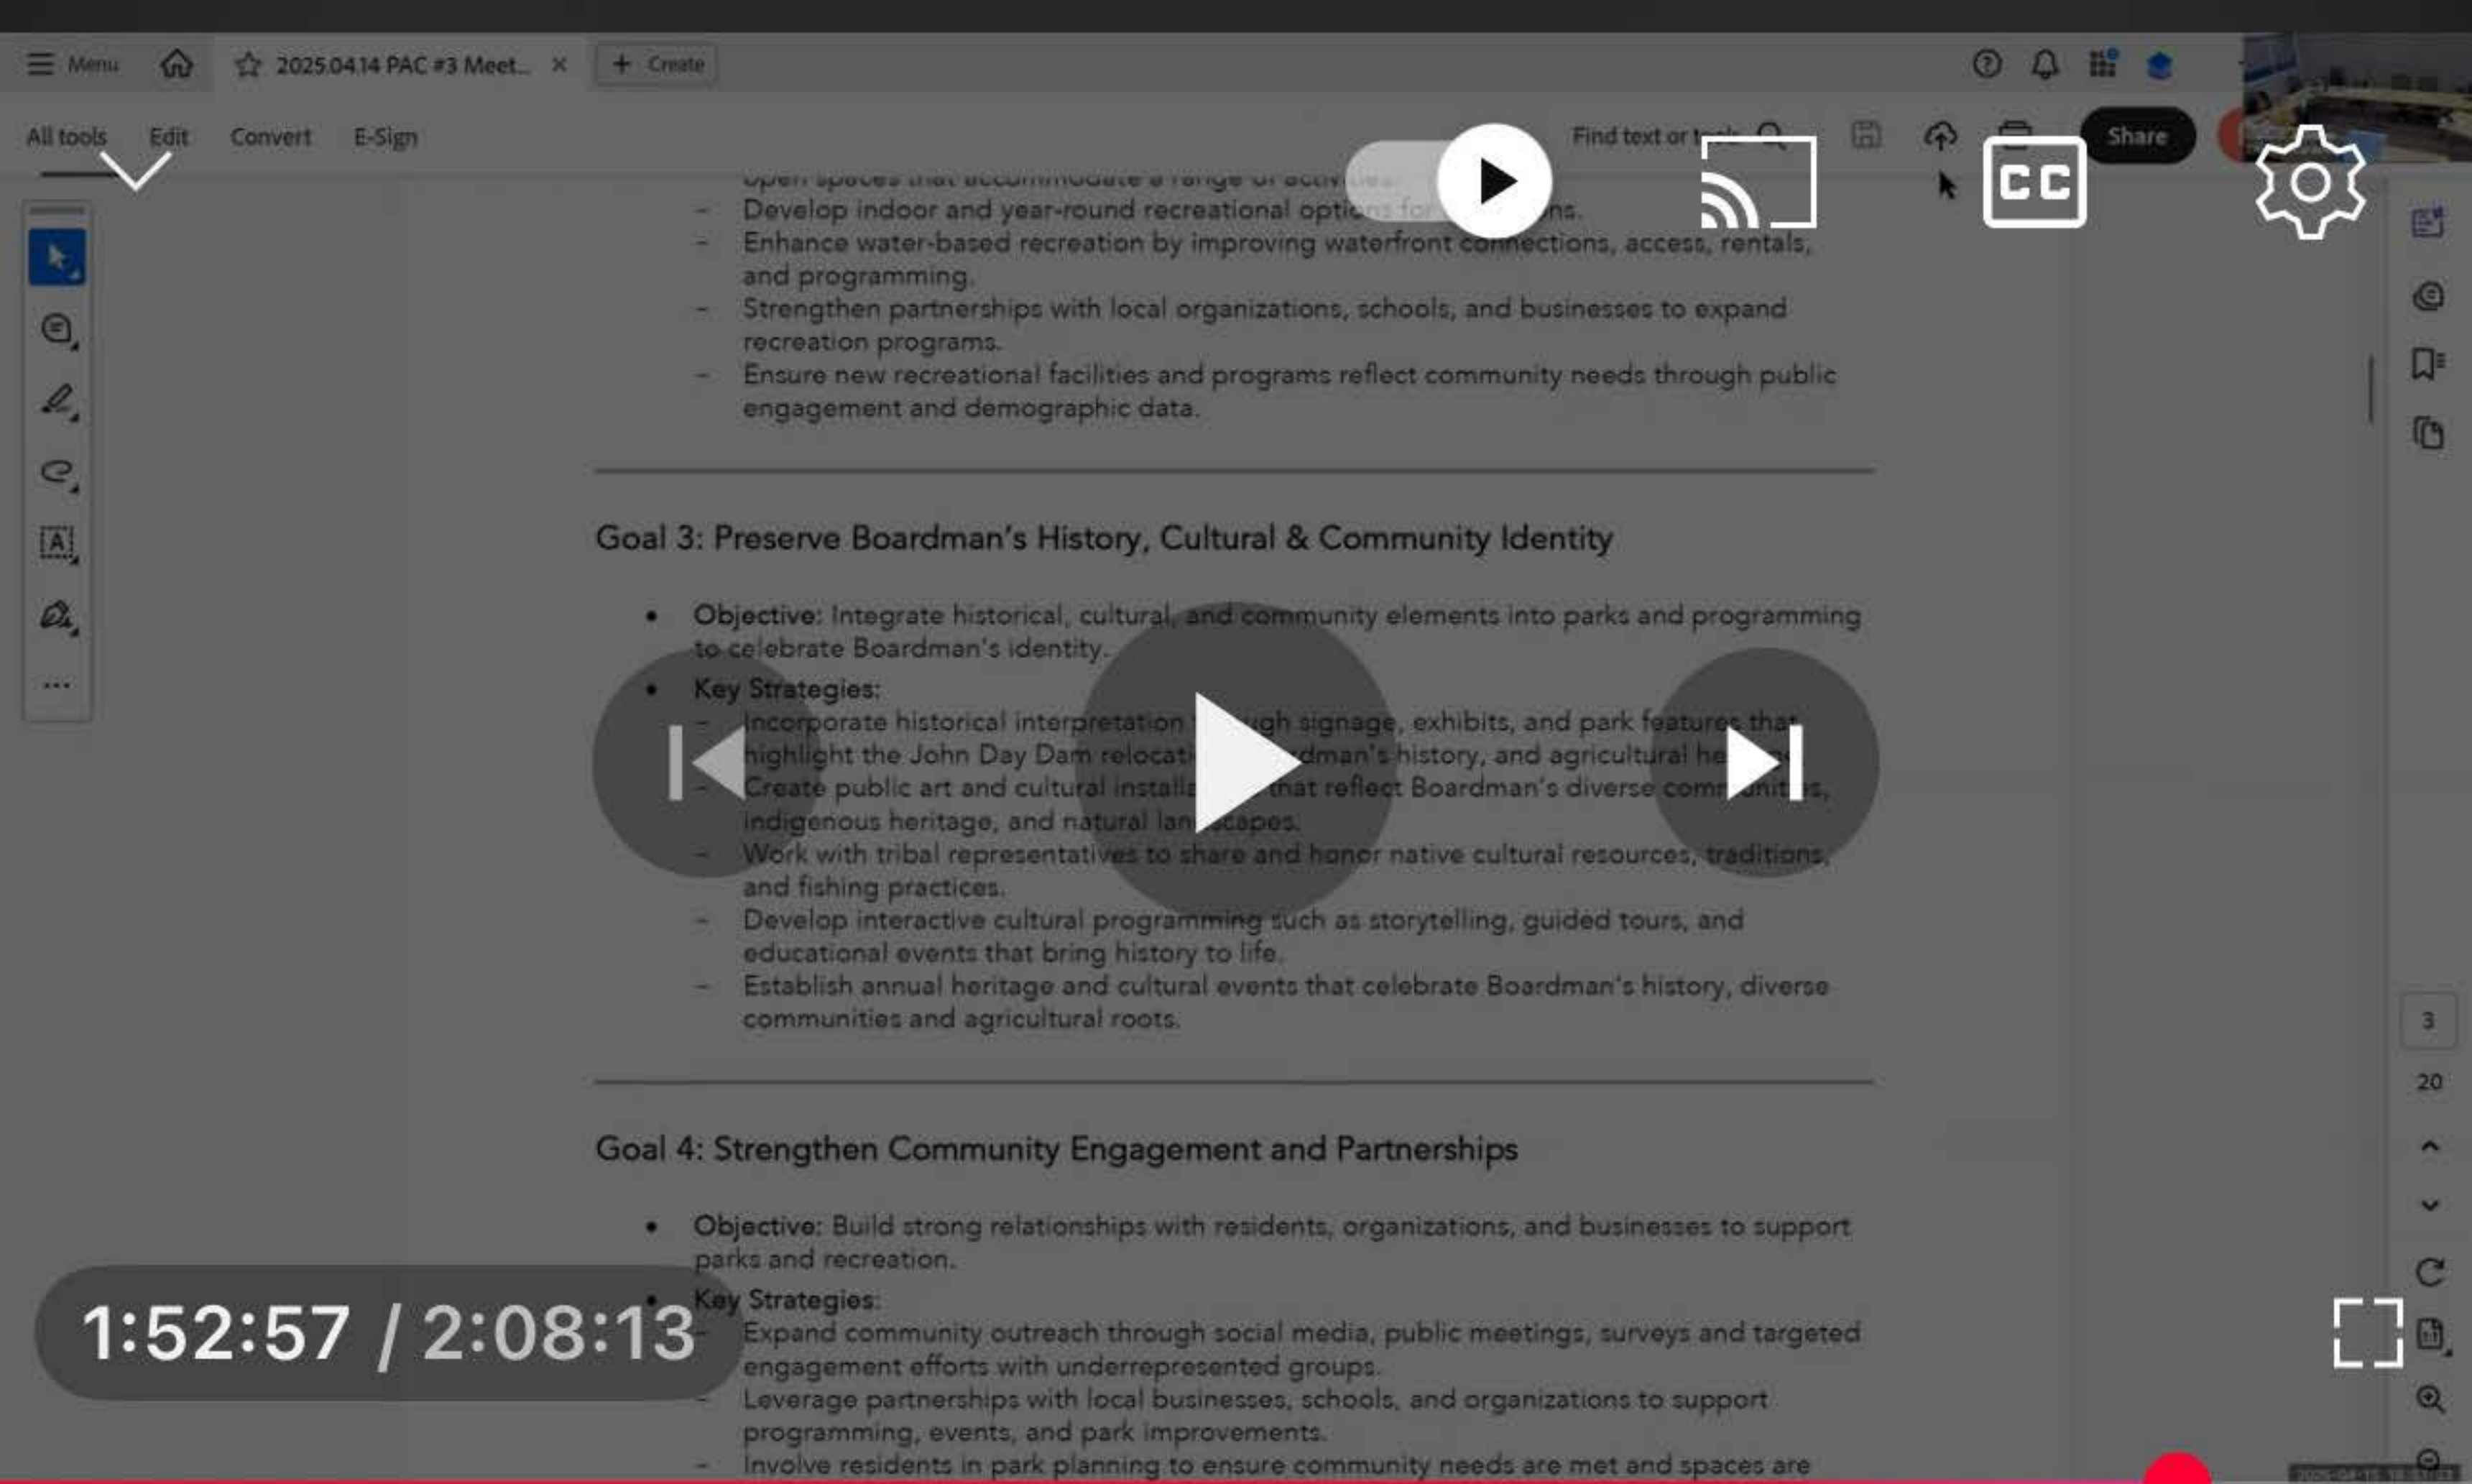 Menu
2025.04.14 PAC #3 Meet...
Create
All tools Edit Convert E-Sign
Find text or
Share
CC
open spaces that accommodate a range of
Develop indoor and year-round recreational options for
- Enhance water-based recreation by improving waterfront connections, access, rentals,
and programming.
- Strengthen partnerships with local organizations, schools, and businesses to expand
recreation programs.
- Ensure new recreational facilities and programs reflect community needs through public
engagement and demographic data.
Goal 3: Preserve Boardman's History, Cultural & Community Identity
• Objective: Integrate historical, cultural, and community elements into parks and programming
to celebrate Boardman's identity.
• Key Strategies:
- Incorporate historical interpretation signage, exhibits, and park features that
highlight the John Day Dam history, and agricultural
- Create public art and cultural that reflect Boardman's diverse communities,
indigenous heritage, and natural landscapes.
- Work with tribal representatives to share and honor native cultural resources, traditions,
and fishing practices.
- Develop interactive cultural programming such as storytelling, guided tours, and
educational events that bring history to life.
- Establish annual heritage and cultural events that celebrate Boardman's history, diverse
communities and agricultural roots.
Goal 4: Strengthen Community Engagement and Partnerships
• Objective: Build strong relationships with residents, organizations, and businesses to support
parks and recreation.
• Key Strategies:
- Expand community outreach through social media, public meetings, surveys and targeted
engagement efforts with underrepresented groups.
- Leverage partnerships with local businesses, schools, and organizations to support
programming, events, and park improvements.
- Involve residents in park planning to ensure community needs are met and spaces are
3
20
1:52:57 / 2:08:13